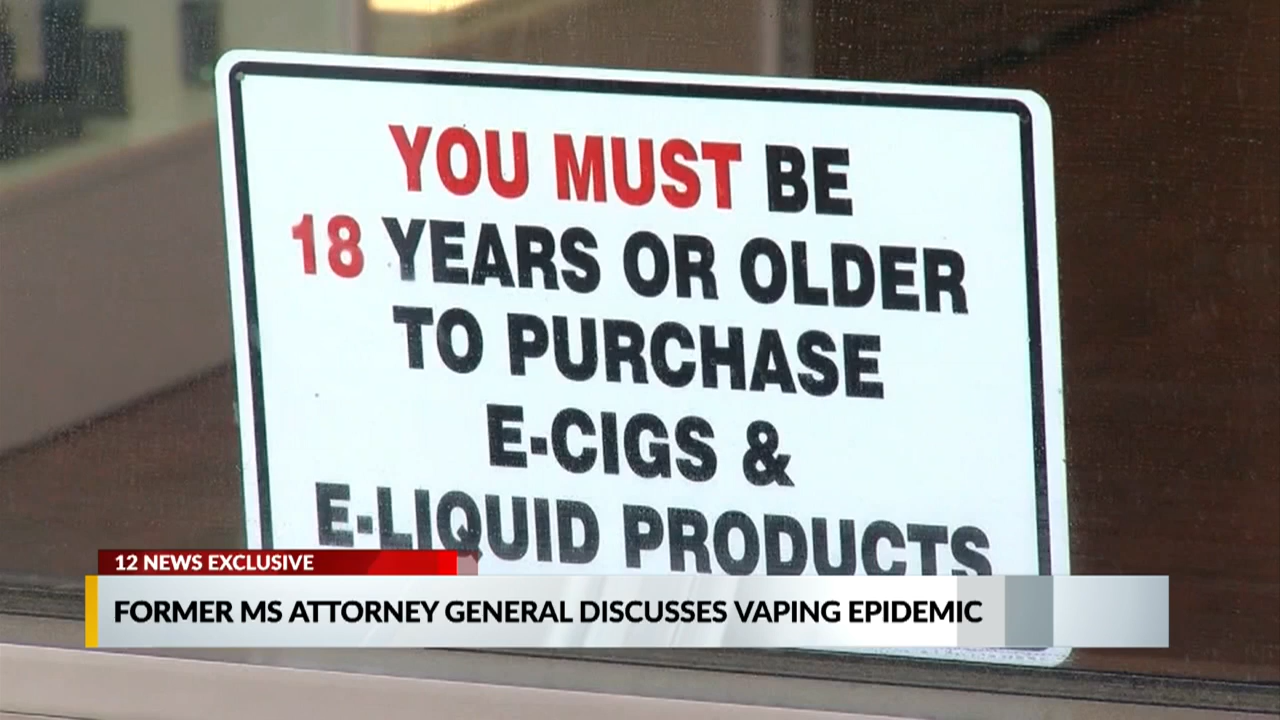 YOU MUST BE
18 YEARS OR OLDER
TO PURCHASE
E-CIGS &
E-LIQUID PRODUCTS
12 NEWS EXCLUSIVE
FORMER MS ATTORNEY GENERAL DISCUSSES VAPING EPIDEMIC